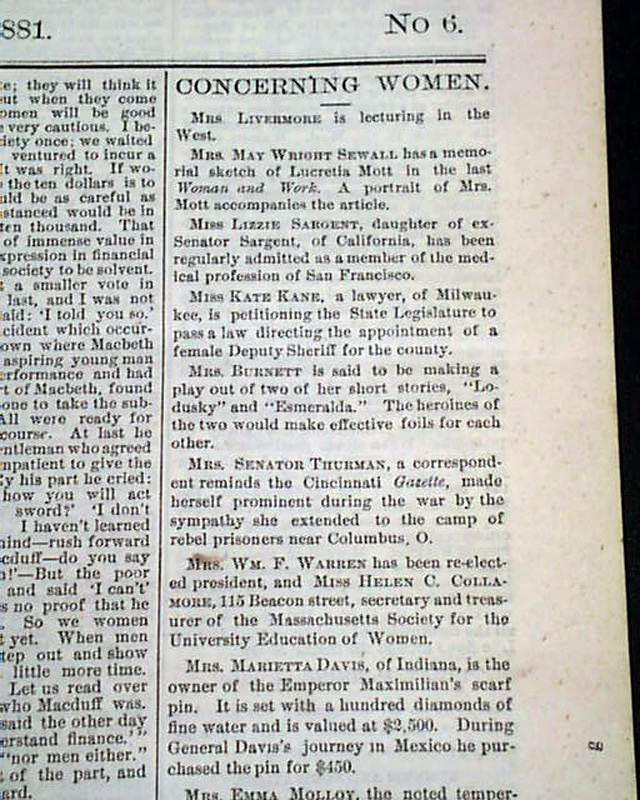 881.
No 6.
e; they will think it
ut when they come
omen will be good
very cautious. I be-
iety once; we waited
ventured to incur a
It was right. If wo-
the ten dollars is to
uld be as careful as
stanced would be in
ten thousand. That
of immense value in
xpression in financial
society to be solvent.
t a smaller vote in
last, and I was not
aid: 'I told you so.'
cident which occur-
own where Macbeth
aspiring young man
erformance and had
t of Macbeth, found
one to take the sub-
All were ready for
course. At last he
ntleman who agreed
mpatient to give the
y his part he cried:
how you will act
sword?' 'I don't
I haven't learned
ind—rush forward
cduff—do you say
!'—But the poor
and said 'I can't'
s no proof that he
So we women
yet. When men
tep out and show
little more time.
Let us read over
who Macduff was.
said the other day
erstand finance.'"
"nor men either."
of the part, and
ard.
CONCERNING WOMEN.
MRS. LIVERMORE is lecturing in the
West.
MRS. MAY WRIGHT SEWALL has a memo-
rial sketch of Lucretia Mott in the last
Woman and Work. A portrait of Mrs.
Mott accompanies the article.
MISS LIZZIE SARGENT, daughter of ex-
Senator Sargent, of California, has been
regularly admitted as a member of the med-
ical profession of San Francisco.
MISS KATE KANE, a lawyer, of Milwau-
kee, is petitioning the State Legislature to
pass a law directing the appointment of a
female Deputy Sheriff for the county.
MRS. BURNETT is said to be making a
play out of two of her short stories, "Lo-
dusky" and "Esmeralda." The heroines of
the two would make effective foils for each
other.
MRS. SENATOR THURMAN, a correspond-
ent reminds the Cincinnati Gazette, made
herself prominent during the war by the
sympathy she extended to the camp of
rebel prisoners near Columbus, O.
MRS. WM. F. WARREN has been re-elect-
ed president, and MISS HELEN C. COLLA-
MORE, 115 Beacon street, secretary and treas-
urer of the Massachusetts Society for the
University Education of Women.
MRS. MARIETTA DAVIS, of Indiana, is the
owner of the Emperor Maximilian's scarf
pin. It is set with a hundred diamonds of
fine water and is valued at $2,500. During
General Davis's journey in Mexico he pur-
chased the pin for $450.
MRS. EMMA MOLLOY, the noted temper-